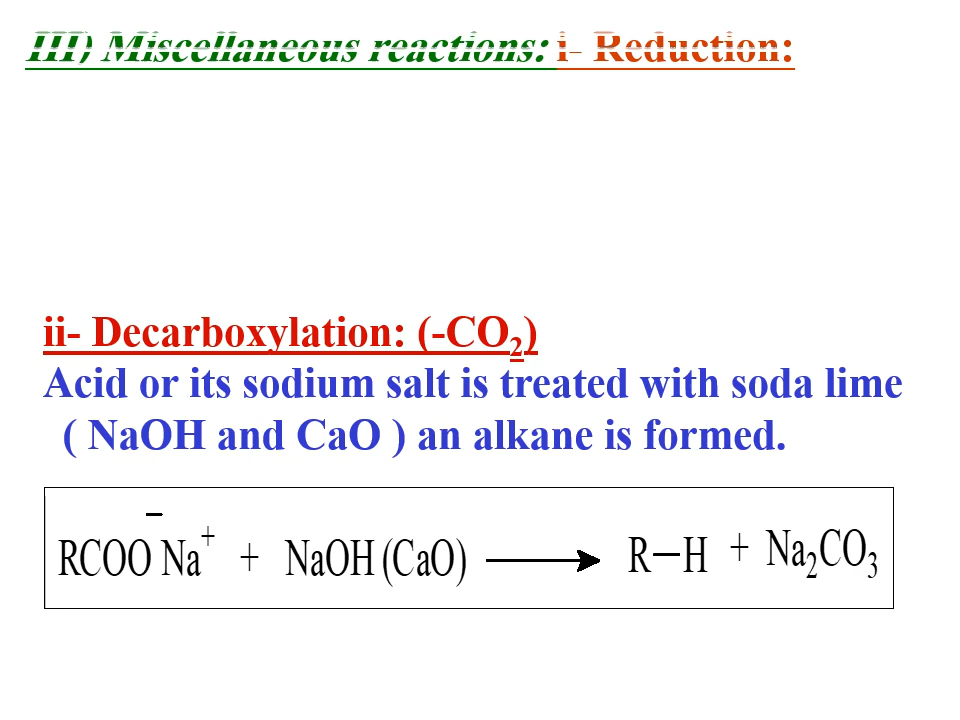 III) Miscellaneous reactions: i- Reduction:
ii- Decarboxylation: (-CO₂)
Acid or its sodium salt is treated with soda lime
( NaOH and CaO ) an alkane is formed.
RCOO⁻ Na⁺ + NaOH (CaO) ⟶ R─H + Na₂CO₃